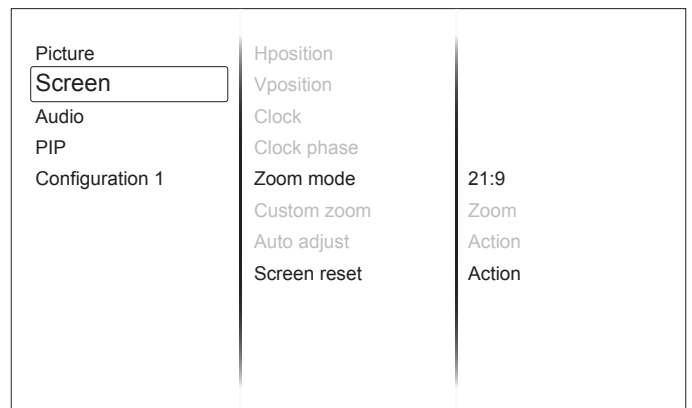 Picture
Screen
Audio
PIP
Configuration 1
Hposition
Vposition
Clock
Clock phase
Zoom mode 21:9
Custom zoom Zoom
Auto adjust Action
Screen reset Action